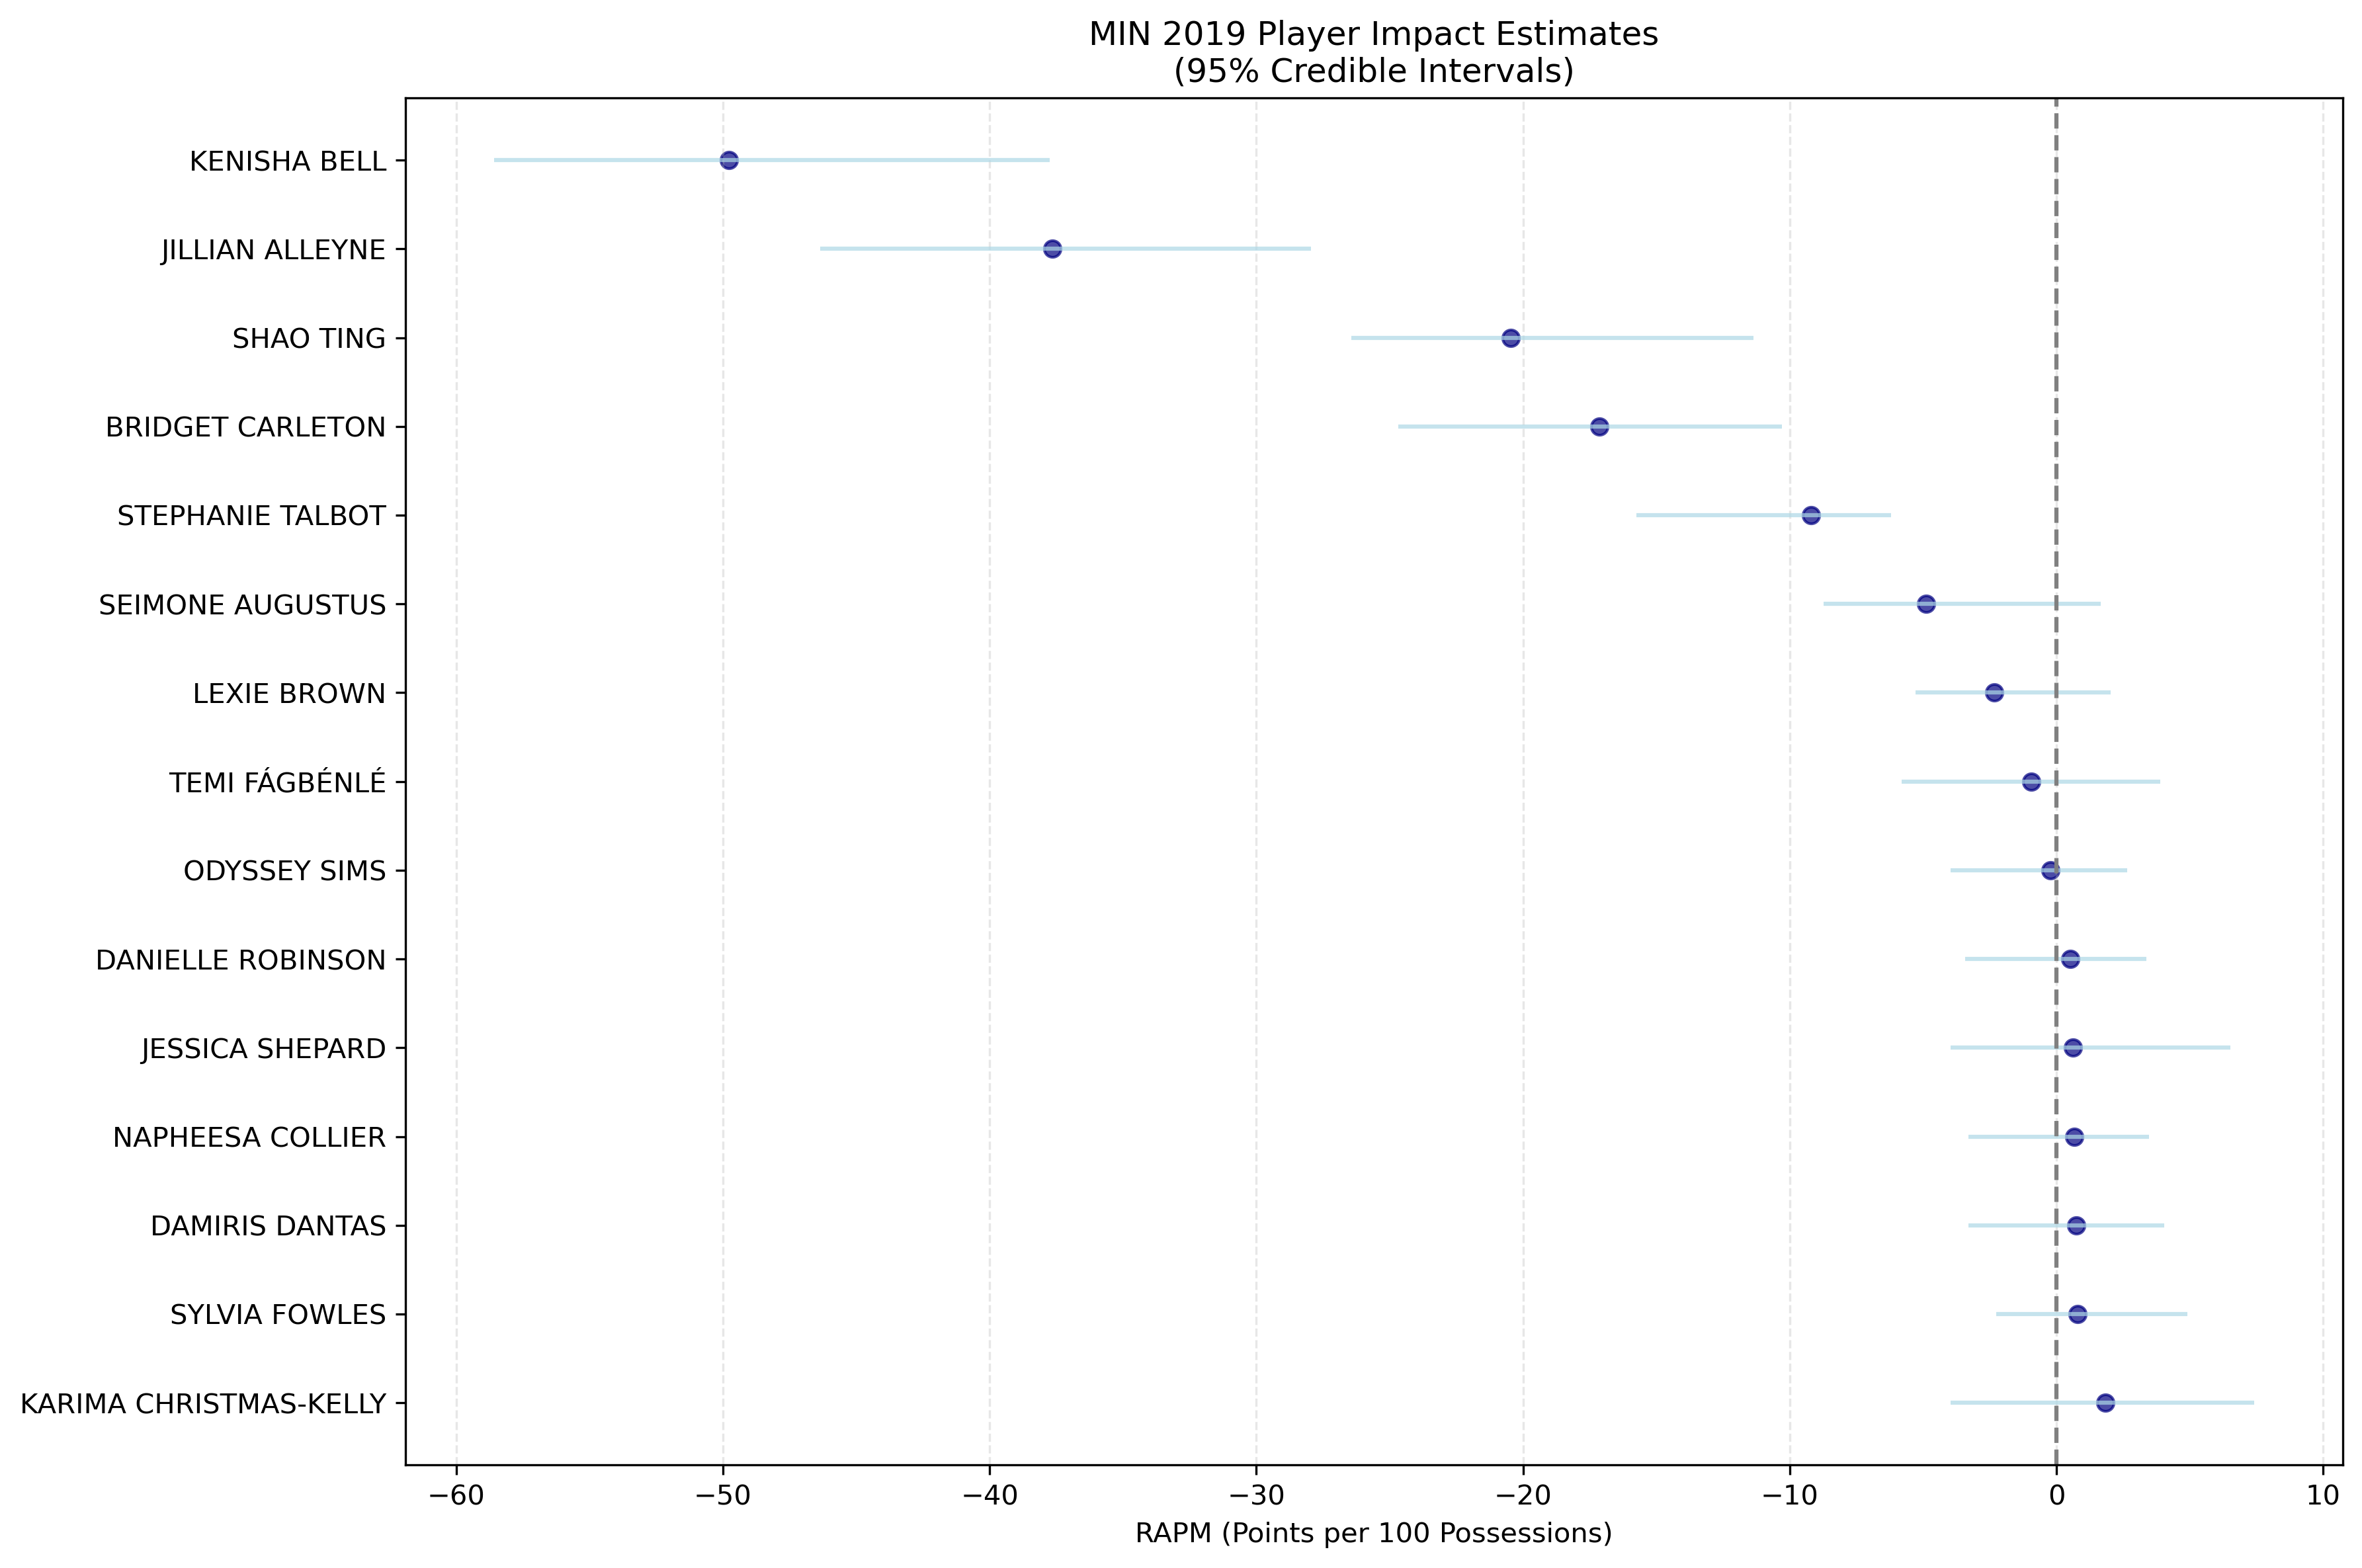 MIN 2019 Player Impact Estimates
(95% Credible Intervals)
KENISHA BELL
JILLIAN ALLEYNE
SHAO TING
BRIDGET CARLETON
STEPHANIE TALBOT
SEIMONE AUGUSTUS
LEXIE BROWN
TEMI FÁGBÉNLÉ
ODYSSEY SIMS
DANIELLE ROBINSON
JESSICA SHEPARD
NAPHEESA COLLIER
DAMIRIS DANTAS
SYLVIA FOWLES
KARIMA CHRISTMAS-KELLY
−60 −50 −40 −30 −20 −10 0 10
RAPM (Points per 100 Possessions)